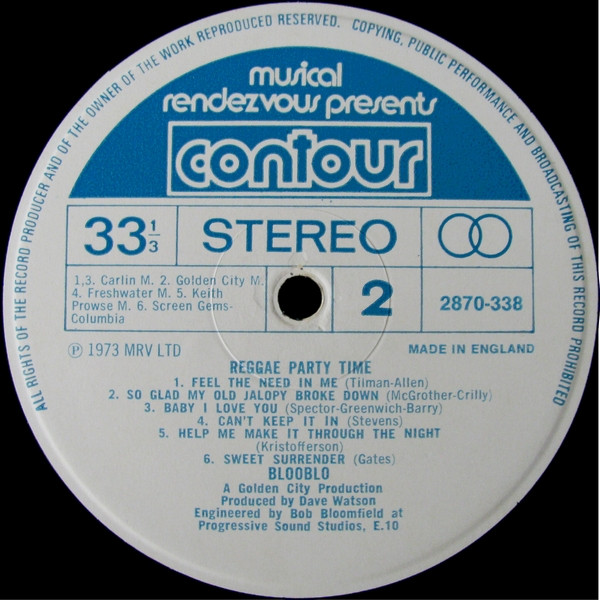 ALL RIGHTS OF THE RECORD PRODUCER AND OF THE OWNER OF THE WORK REPRODUCED RESERVED. COPYING, PUBLIC PERFORMANCE AND BROADCASTING OF THIS RECORD PROHIBITED
musical
rendezvous presents
contour
33 1/3
STEREO
1,3. Carlin M. 2. Golden City M.
4. Freshwater M. 5. Keith
Prowse M. 6. Screen Gems-
Columbia
2
2870-338
Ⓟ 1973 MRV LTD
MADE IN ENGLAND
REGGAE PARTY TIME
1. FEEL THE NEED IN ME (Tilman-Allen)
2. SO GLAD MY OLD JALOPY BROKE DOWN (McGrother-Crilly)
3. BABY I LOVE YOU (Spector-Greenwich-Barry)
4. CAN'T KEEP IT IN (Stevens)
5. HELP ME MAKE IT THROUGH THE NIGHT
(Kristofferson)
6. SWEET SURRENDER (Gates)
BLOOBLO
A Golden City Production
Produced by Dave Watson
Engineered by Bob Bloomfield at
Progressive Sound Studios, E.10